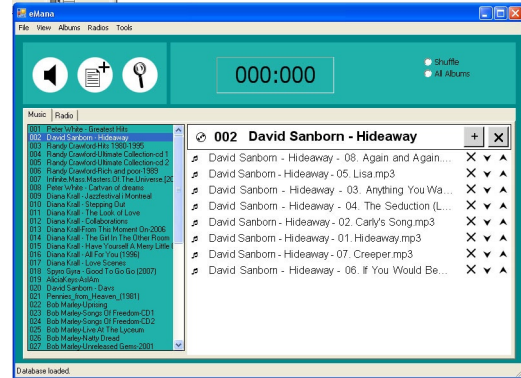 eMana
File View Albums Radios Tools
000:000
Shuffle
All Albums
Music Radio
001 Peter White - Greatest Hits
002 David Sanborn - Hideaway
003 Randy Crawford-Hits 1980-1995
004 Randy Crawford-Ultimate Collection-cd 1
005 Randy Crawford-Ultimate Collection-cd 2
006 Randy Crawford-Rich and poor-1989
007 Infinite.Mass.Masters.Of.The.Universe.[20
008 Peter White - Caravan of dreams
009 Diana Krall - Jazzfestival i Montreal
010 Diana Krall - Stepping Out
011 Diana Krall - The Look of Love
012 Diana Krall - Collaborations
013 Diana Krall-From This Moment On-2006
014 Diana Krall - The Girl In The Other Room
015 Diana Krall - Have Yourself A Merry Little
016 Diana Krall - All For You (1996)
017 Diana Krall - Love Scenes
018 Spyro Gyra - Good To Go Go (2007)
019 AliciaKeys-AsIAm
020 David Sanborn - Davs
021 Pennies_from_Heaven_(1981)
022 Bob Marley-Uprising
023 Bob Marley-Songs Of Freedom-CD1
024 Bob Marley-Songs Of Freedom-CD2
025 Bob Marley-Live At The Lyceum
026 Bob Marley-Natty Dread
027 Bob Marley-Unreleased Gems-2001
002 David Sanborn - Hideaway
David Sanborn - Hideaway - 08. Again and Again....
David Sanborn - Hideaway - 05. Lisa.mp3
David Sanborn - Hideaway - 03. Anything You Wa...
David Sanborn - Hideaway - 04. The Seduction (L...
David Sanborn - Hideaway - 02. Carly's Song.mp3
David Sanborn - Hideaway - 01. Hideaway.mp3
David Sanborn - Hideaway - 07. Creeper.mp3
David Sanborn - Hideaway - 06. If You Would Be...
Database loaded.